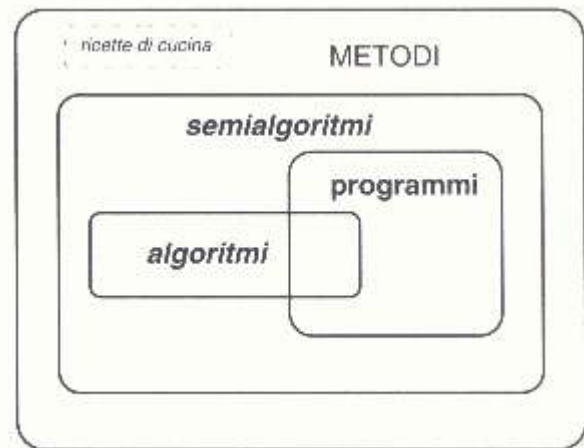 ricette di cucina
METODI
semialgoritmi
programmi
algoritmi